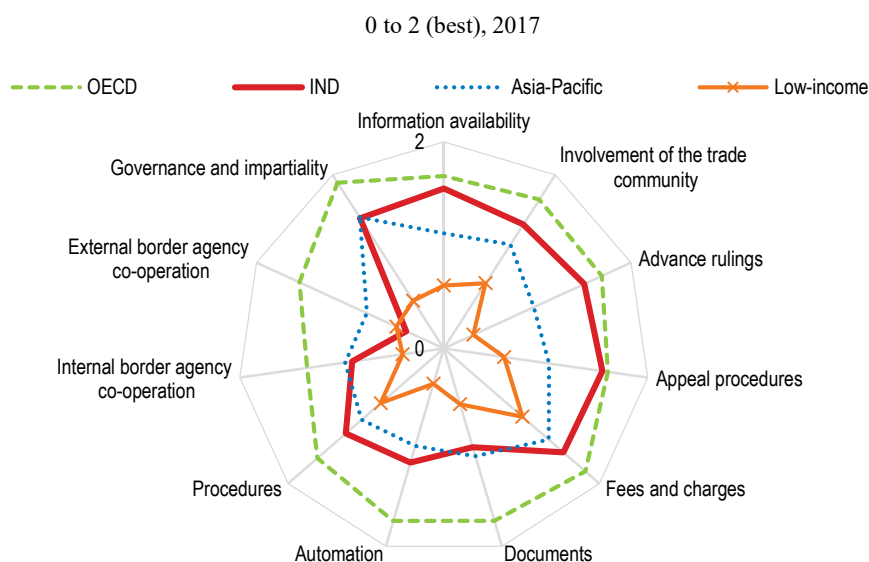 0 to 2 (best), 2017
OECD
IND
Asia-Pacific
Low-income
Information availability
2
Governance and impartiality
Involvement of the trade
community
External border agency
co-operation
Advance rulings
0
Internal border agency
co-operation
Appeal procedures
Procedures
Fees and charges
Automation
Documents